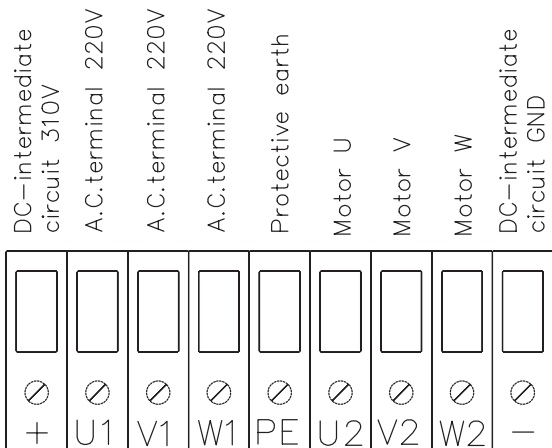 DC-intermediate
circuit 310V
A.C.terminal 220V
A.C.terminal 220V
A.C.terminal 220V
Protective earth
Motor U
Motor V
Motor W
DC-intermediate
circuit GND
+ U1 V1 W1 PE U2 V2 W2 -